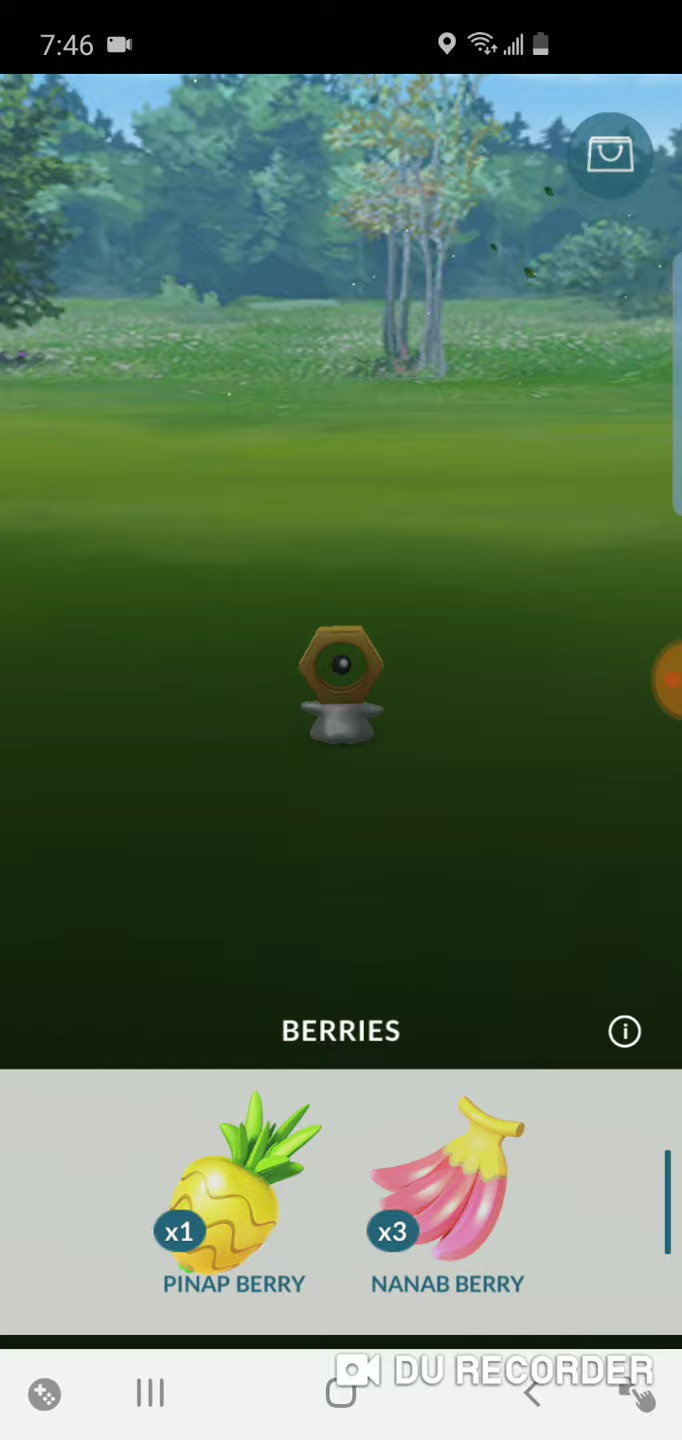 7:46
BERRIES
x1
x3
PINAP BERRY
NANAB BERRY
DU RECORDER